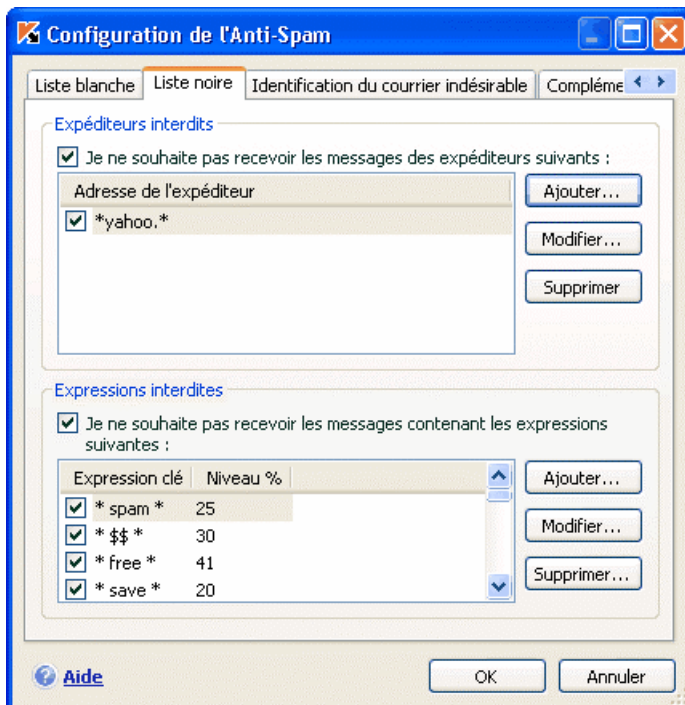 Configuration de l'Anti-Spam
Liste blanche Liste noire Identification du courrier indésirable Compléme
Expéditeurs interdits
Je ne souhaite pas recevoir les messages des expéditeurs suivants :
Adresse de l'expéditeur
*yahoo.*
Ajouter...
Modifier...
Supprimer
Expressions interdites
Je ne souhaite pas recevoir les messages contenant les expressions
suivantes :
Expression clé Niveau %
* spam * 25
* $$ * 30
* free * 41
* save * 20
Ajouter...
Modifier...
Supprimer...
Aide
OK
Annuler